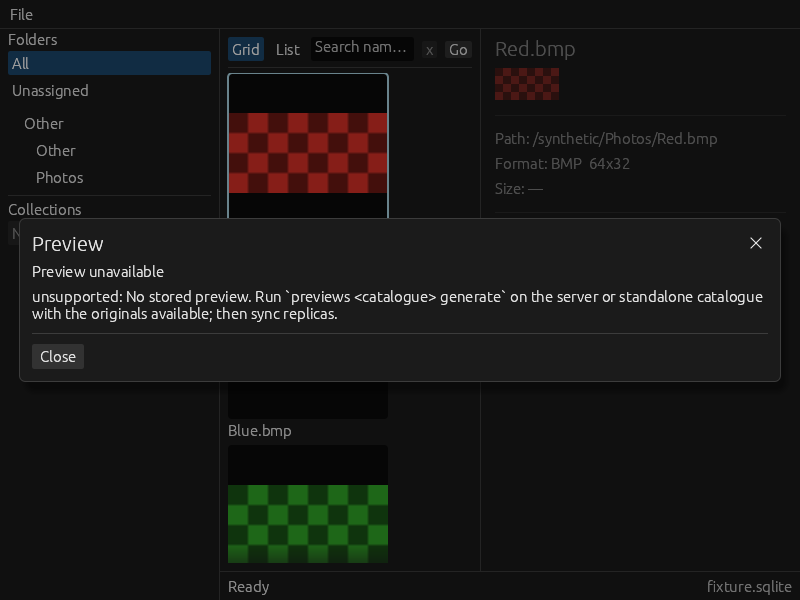 File
Folders
All
Unassigned
Other
Other
Photos
Collections
Grid List Search nam… x Go
Red.bmp
Path: /synthetic/Photos/Red.bmp
Format: BMP 64x32
Size: —
Preview
Preview unavailable
unsupported: No stored preview. Run `previews <catalogue> generate` on the server or standalone catalogue
with the originals available; then sync replicas.
Close
Blue.bmp
Ready
fixture.sqlite